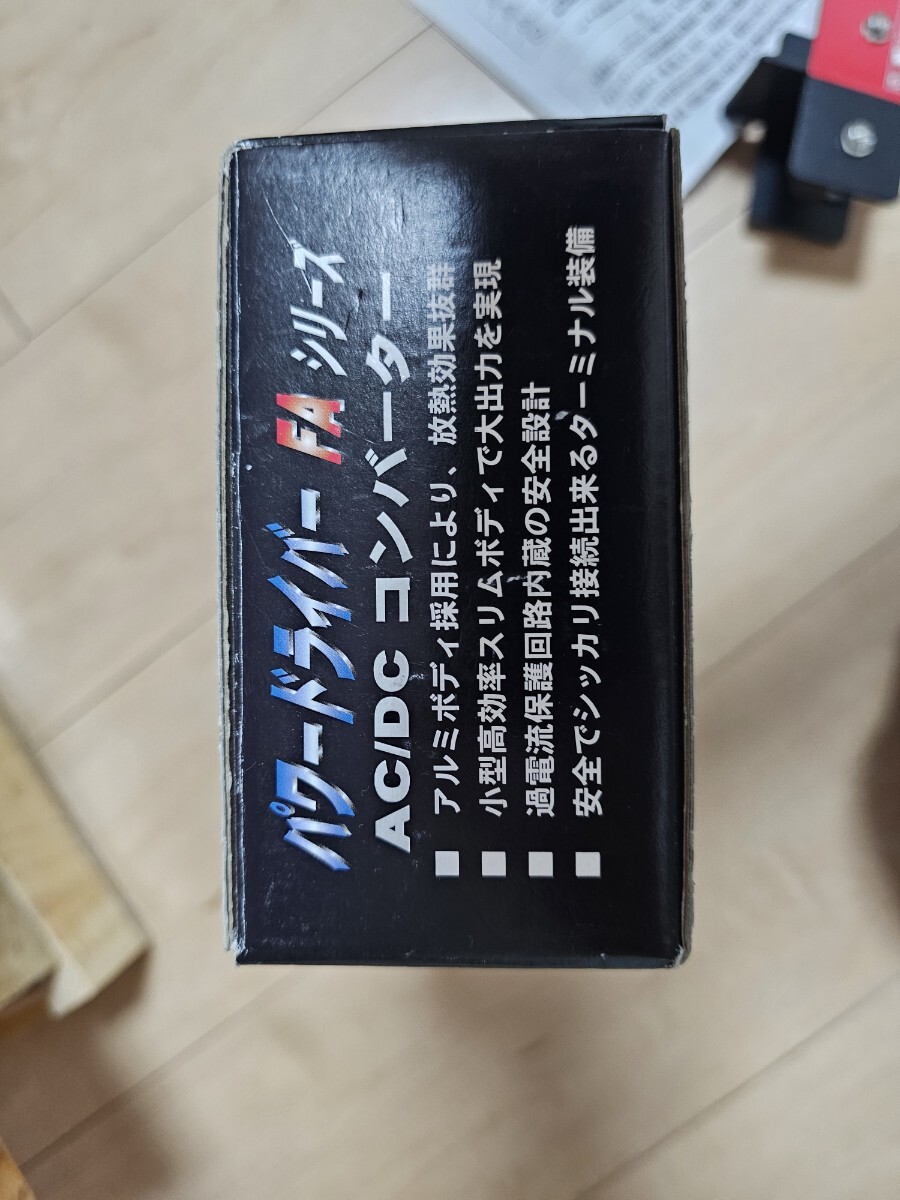 パワードライバー FA シリーズ
AC/DC コンバーター
■ アルミボディ採用により、放熱効果抜群
■ 小型高効率スリムボディで大出力を実現
■ 過電流保護回路内蔵の安全設計
■ 安全でシッカリ接続出来るターミナル装備